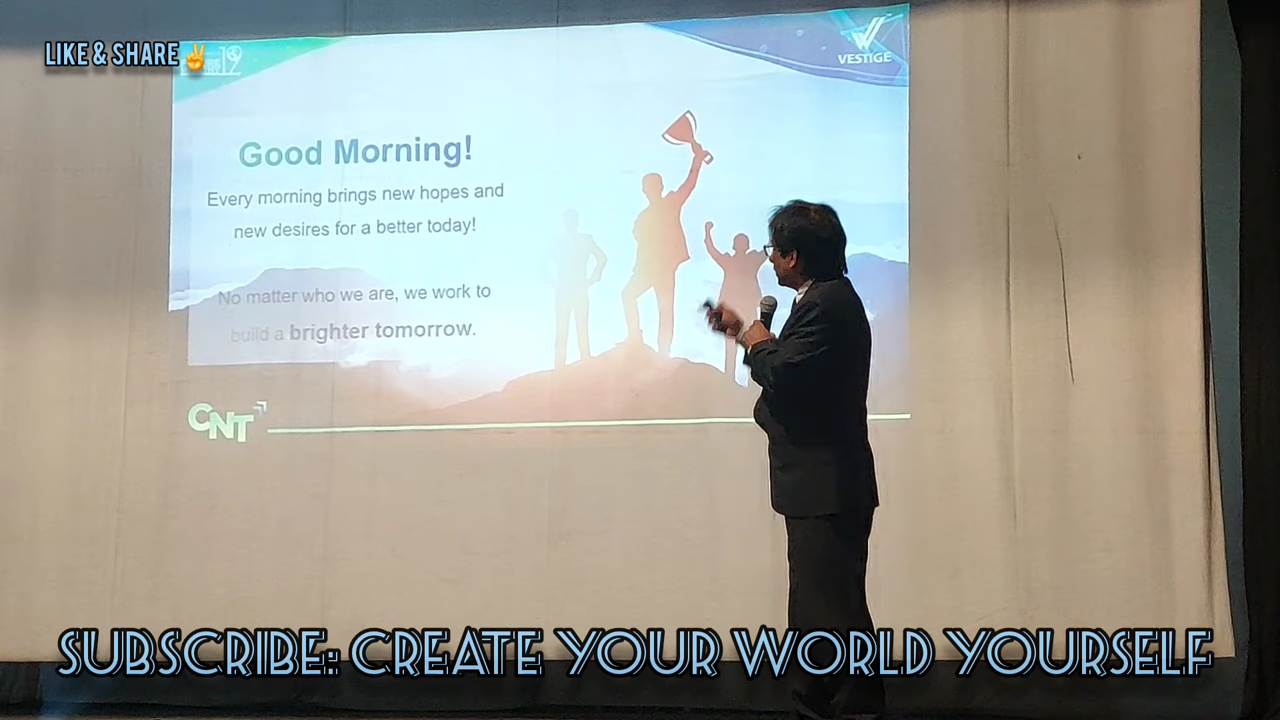 LIKE & SHARE✌
19
VESTIGE
Good Morning!
Every morning brings new hopes and
new desires for a better today!
No matter who we are, we work to
build a brighter tomorrow.
CNT
SUBSCRIBE: CREATE YOUR WORLD YOURSELF